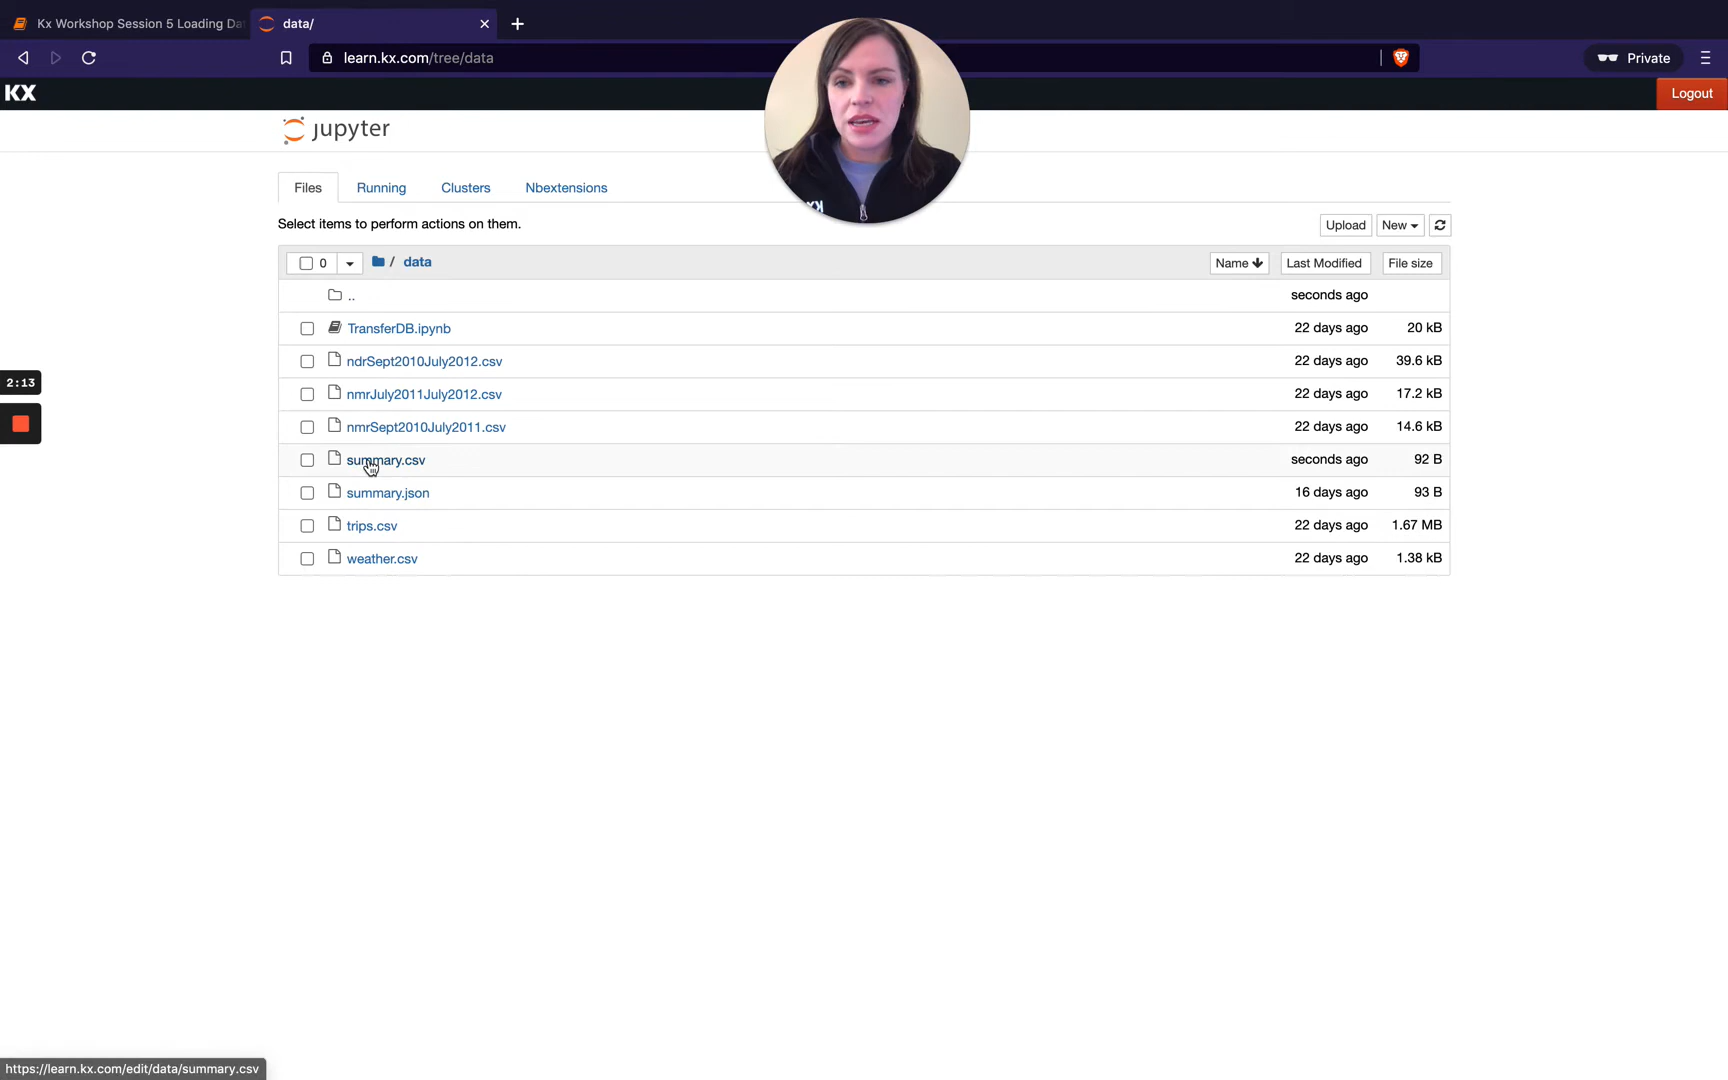 Kx Workshop Session 5 Loading Da
data/
learn.kx.com/tree/data
Private
KX
Logout
jupyter
Files
Running
Clusters
Nbextensions
Select items to perform actions on them.
Upload
New
0
/ data
Name
Last Modified
File size
..
seconds ago
TransferDB.ipynb
22 days ago
20 kB
ndrSept2010July2012.csv
22 days ago
39.6 kB
nmrJuly2011July2012.csv
22 days ago
17.2 kB
nmrSept2010July2011.csv
22 days ago
14.6 kB
summary.csv
seconds ago
92 B
summary.json
16 days ago
93 B
trips.csv
22 days ago
1.67 MB
weather.csv
22 days ago
1.38 kB
2:13
https://learn.kx.com/edit/data/summary.csv